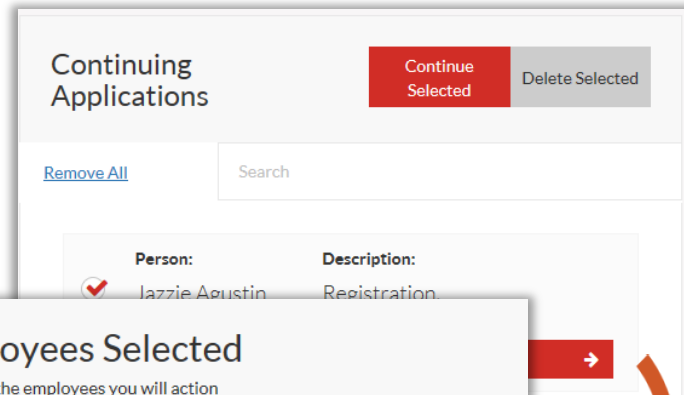 Continuing
Applications
Continue
Selected
Delete Selected
Remove All
Search
Person:
Description:
Jazzie Agustin
Registration,
oyees Selected
the employees you will action